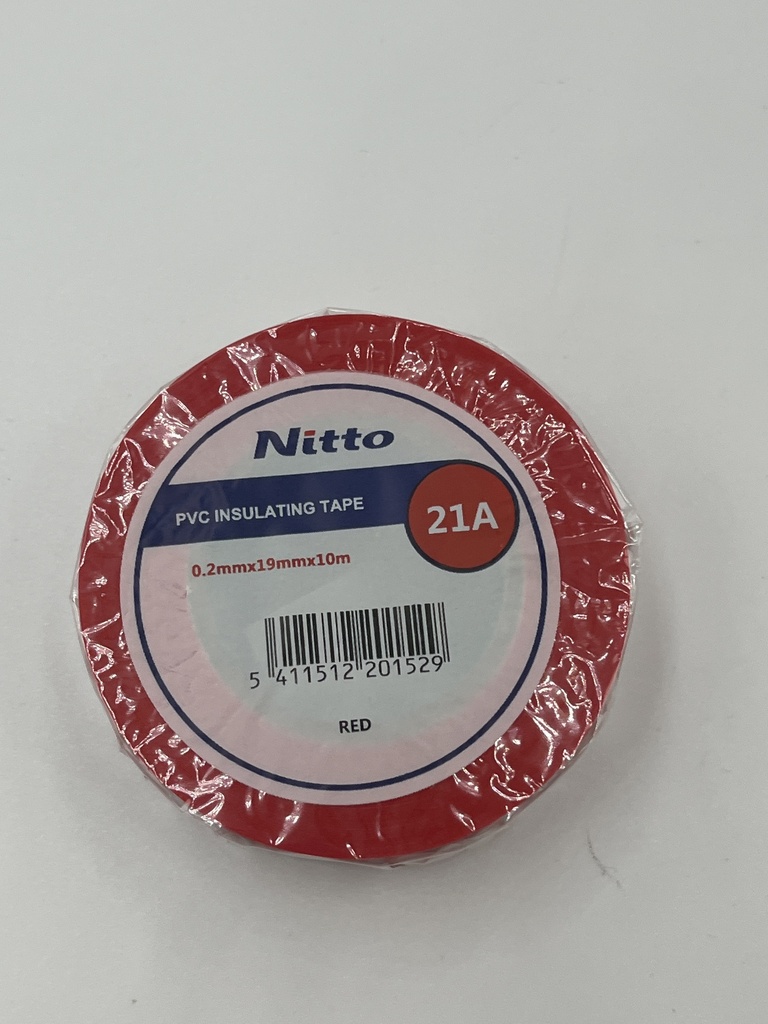 Nitto
PVC INSULATING TAPE
21A
0.2mmx19mmx10m
5 411512 201529
RED